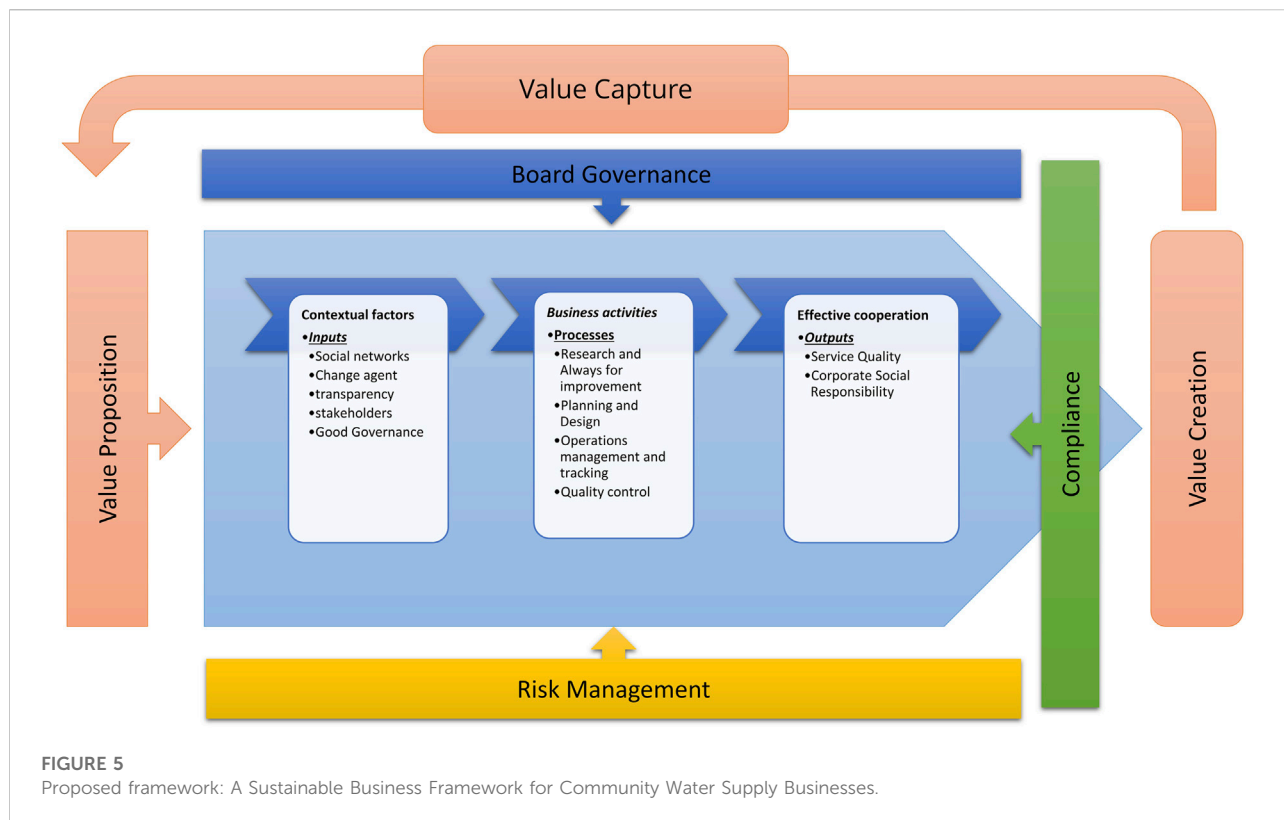 Value Capture
Board Governance
Value Proposition
Contextual factors
•Inputs
•Social networks
•Change agent
•transparency
•stakeholders
•Good Governance
Business activities
•Processes
•Research and
Always for
improvement
•Planning and
Design
•Operations
management and
tracking
•Quality control
Effective cooperation
•Outputs
•Service Quality
•Corporate Social
Responsibility
Compliance
Value Creation
Risk Management
FIGURE 5
Proposed framework: A Sustainable Business Framework for Community Water Supply Businesses.